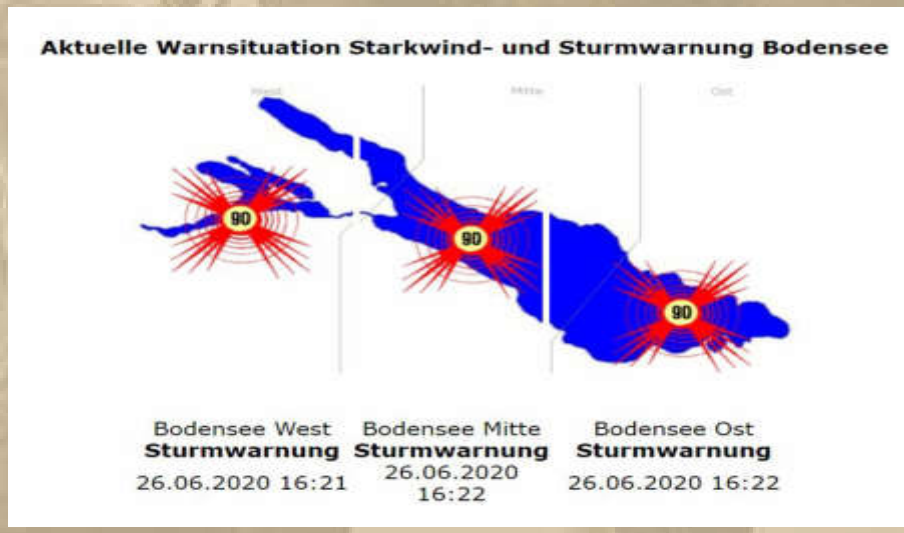 Aktuelle Warnsituation Starkwind- und Sturmwarnung Bodensee
West
Mitte
Ost
90
90
90
Bodensee West
Sturmwarnung
26.06.2020 16:21
Bodensee Mitte
Sturmwarnung
26.06.2020
16:22
Bodensee Ost
Sturmwarnung
26.06.2020 16:22